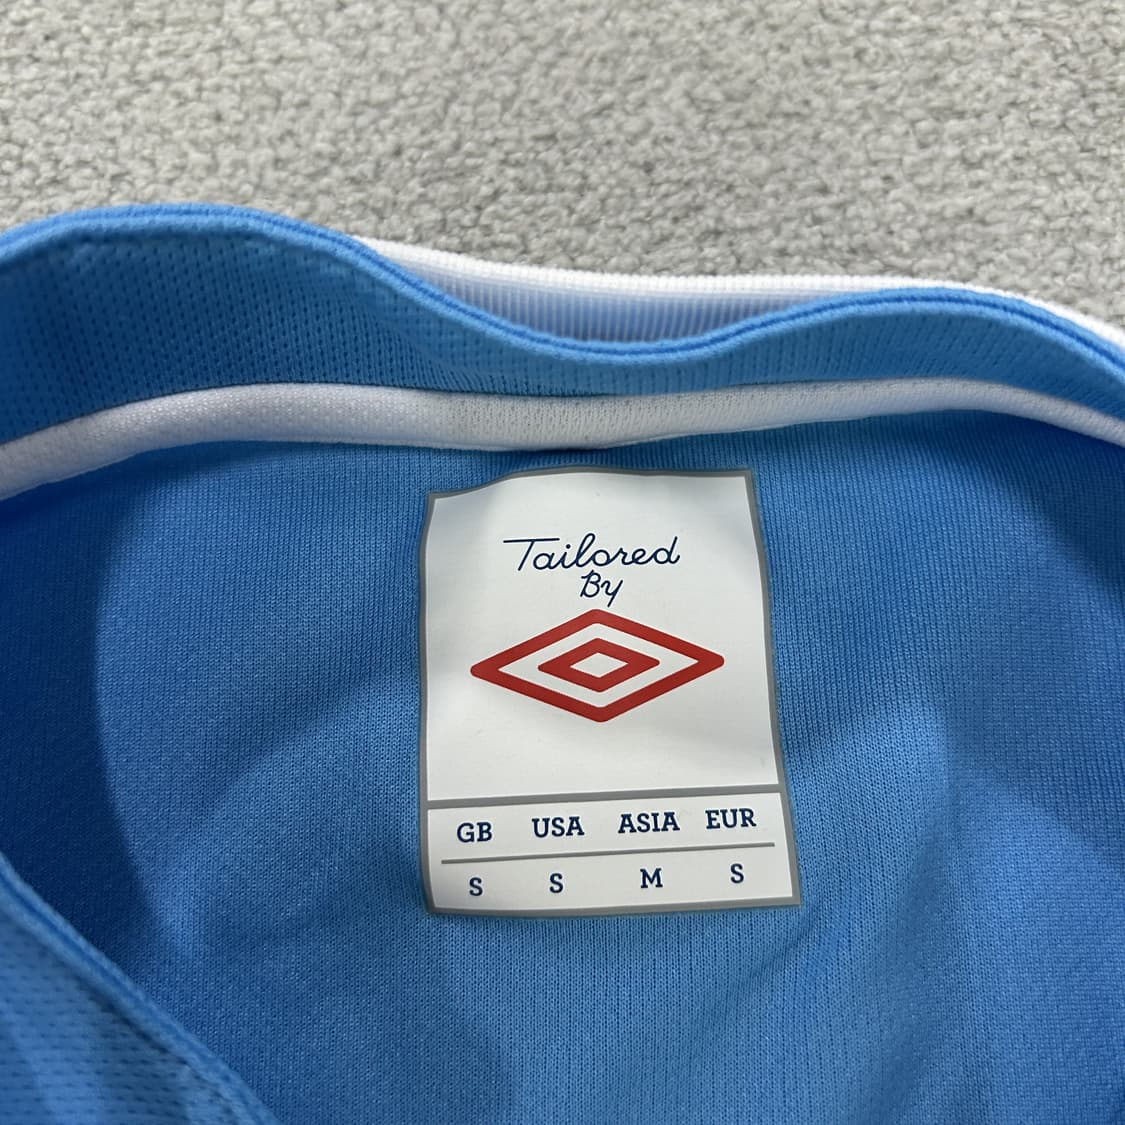 Tailored
By
GB USA ASIA EUR
S S M S